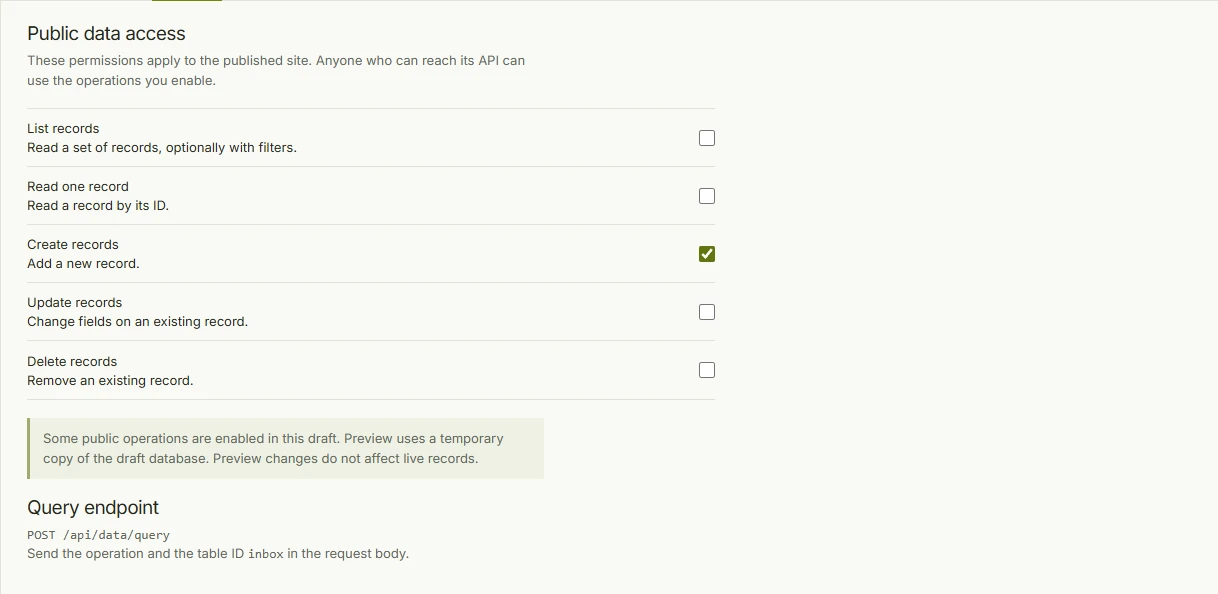 Public data access
These permissions apply to the published site. Anyone who can reach its API can
use the operations you enable.
List records
Read a set of records, optionally with filters.
Read one record
Read a record by its ID.
Create records
Add a new record.
Update records
Change fields on an existing record.
Delete records
Remove an existing record.
Some public operations are enabled in this draft. Preview uses a temporary
copy of the draft database. Preview changes do not affect live records.
Query endpoint
POST /api/data/query
Send the operation and the table ID inbox in the request body.